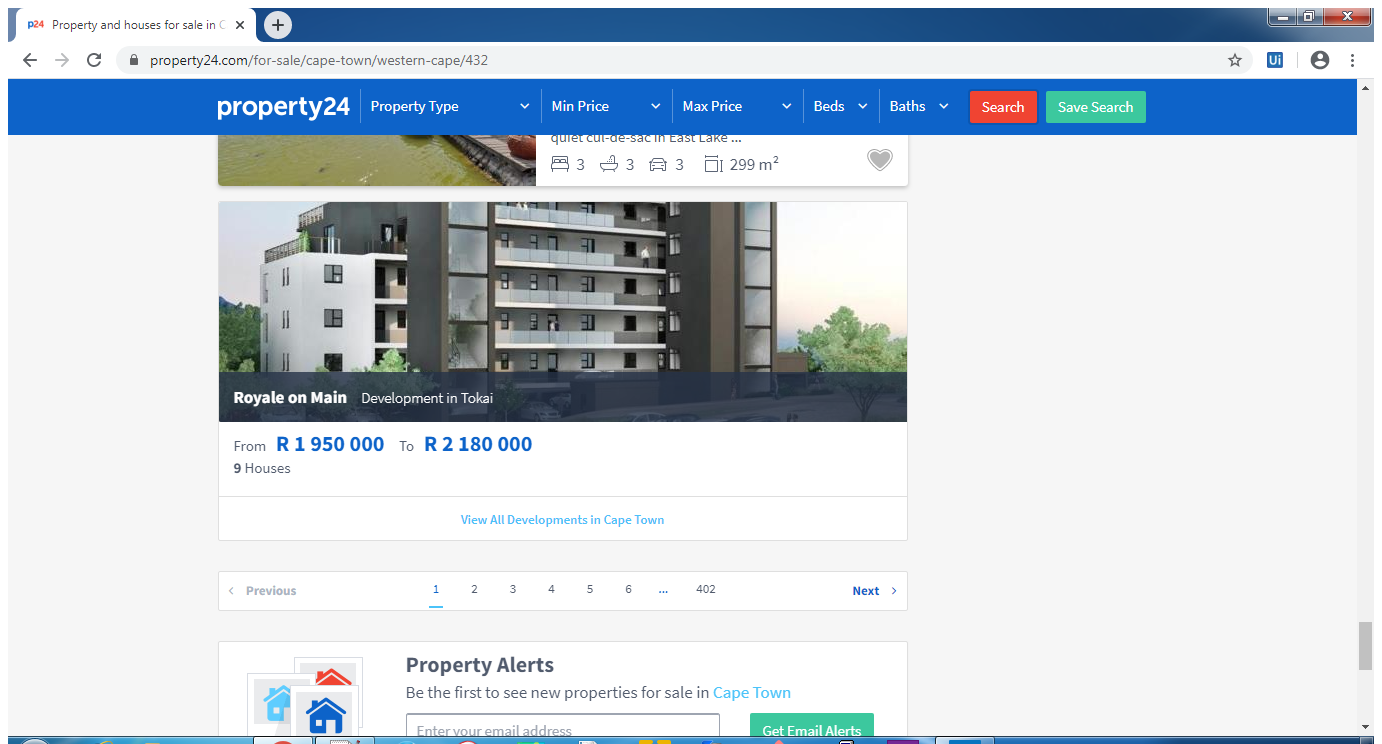 p24 Property and houses for sale in C
property24.com/for-sale/cape-town/western-cape/432
Ui
property24 Property Type Min Price Max Price Beds Baths Search Save Search
quiet cul-de-sac in East Lake ...
3 3 3 299 m²
Royale on Main Development in Tokai
From R 1 950 000 To R 2 180 000
9 Houses
View All Developments in Cape Town
Previous 1 2 3 4 5 6 ... 402 Next
Property Alerts
Be the first to see new properties for sale in Cape Town
Enter your email address Get Email Alerts